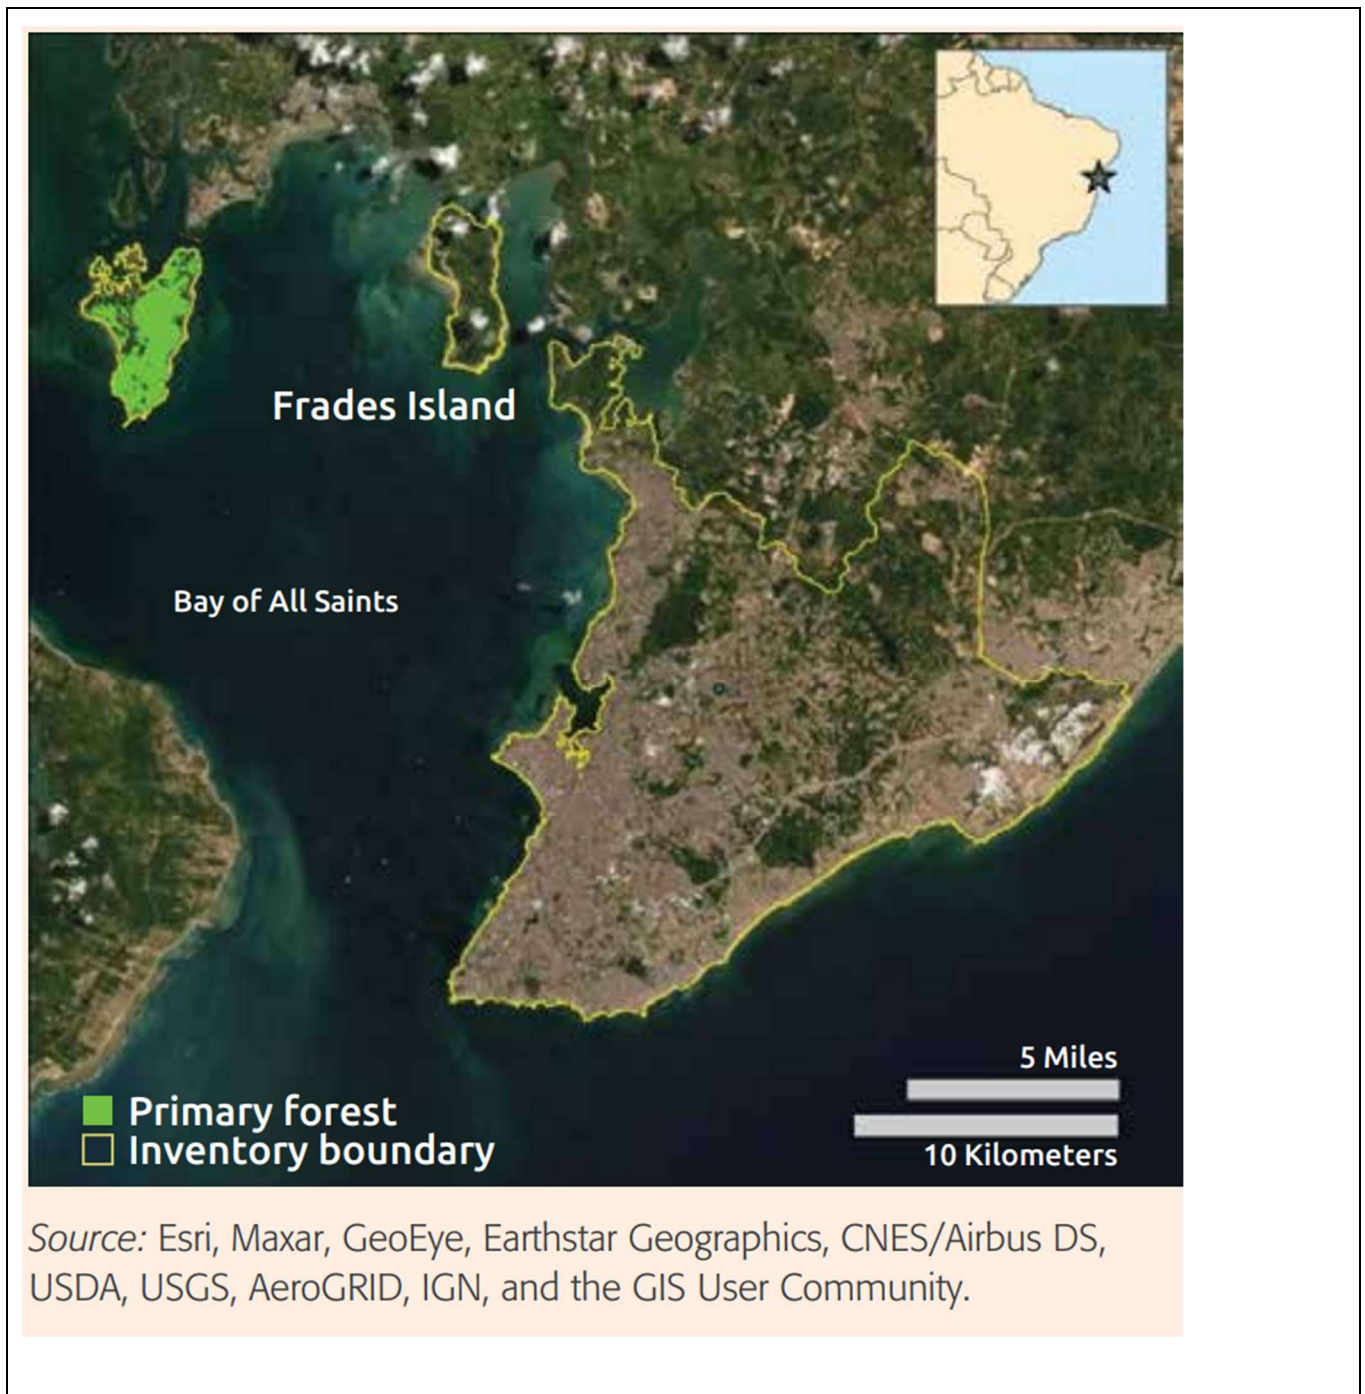 Frades Island
Bay of All Saints
5 Miles
10 Kilometers
Primary forest
Inventory boundary
Source: Esri, Maxar, GeoEye, Earthstar Geographics, CNES/Airbus DS,
USDA, USGS, AeroGRID, IGN, and the GIS User Community.